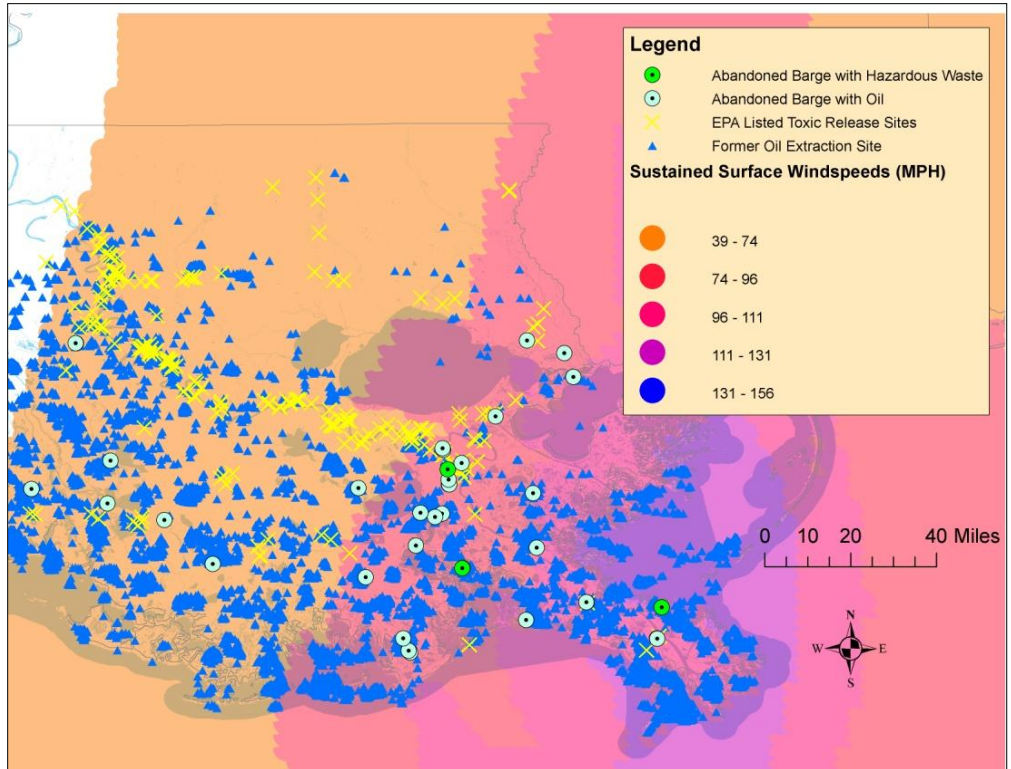 Legend
Abandoned Barge with Hazardous Waste
Abandoned Barge with Oil
EPA Listed Toxic Release Sites
Former Oil Extraction Site
Sustained Surface Windspeeds (MPH)
39 - 74
74 - 96
96 - 111
111 - 131
131 - 156
0 10 20 40 Miles
N
W E
S